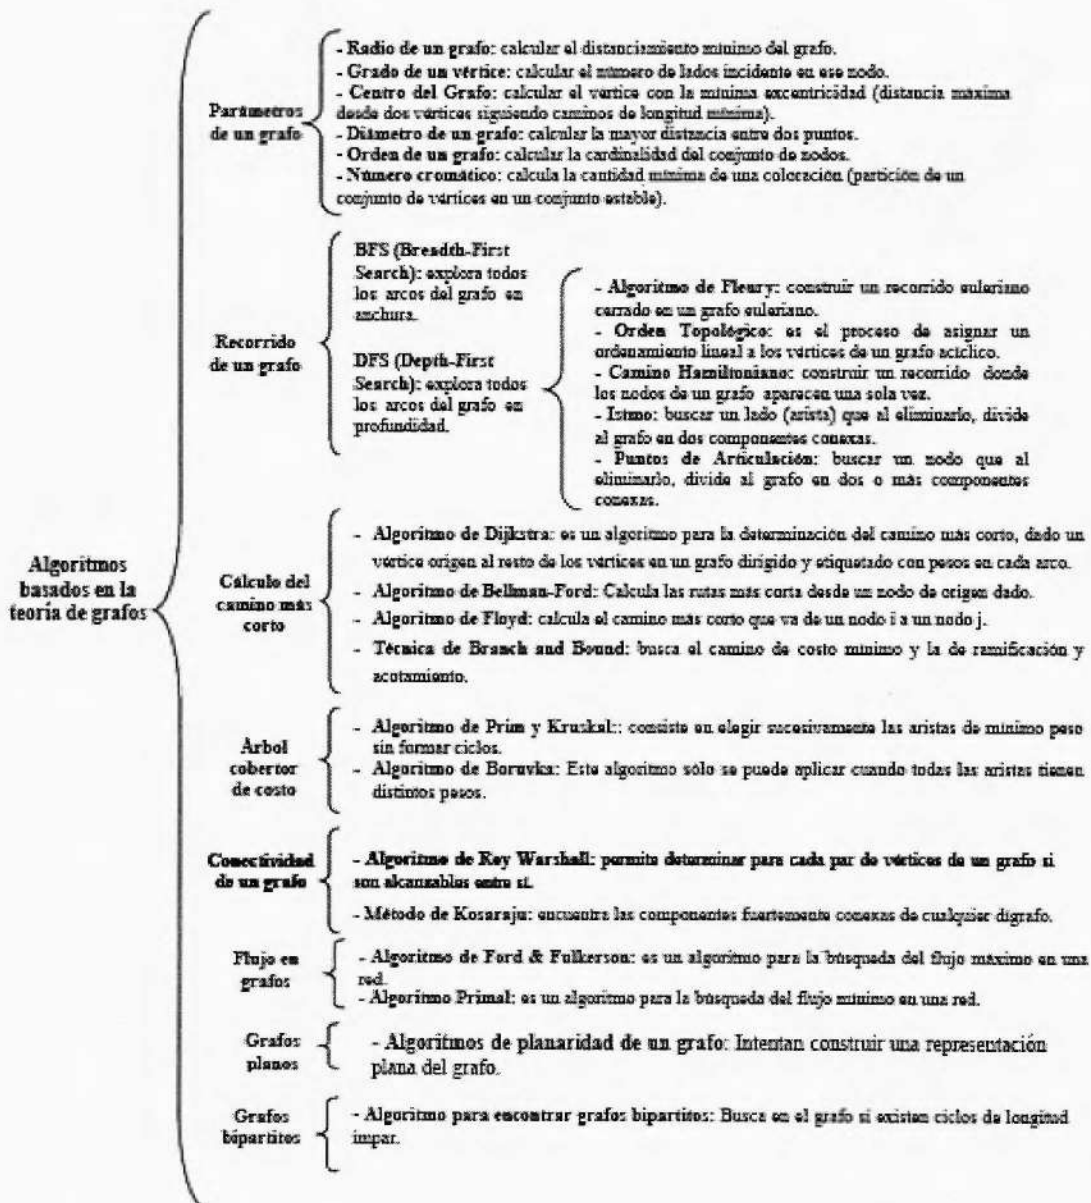 Algoritmos
basados en la
teoría de grafos
Parámetros
de un grafo
- Radio de un grafo: calcular el distanciamiento mínimo del grafo.
- Grado de un vértice: calcular el número de lados incidente en ese nodo.
- Centro del Grafo: calcular el vértice con la mínima excentricidad (distancia máxima
desde dos vértices siguiendo caminos de longitud mínima).
- Diámetro de un grafo: calcular la mayor distancia entre dos puntos.
- Orden de un grafo: calcular la cardinalidad del conjunto de nodos.
- Número cromático: calcula la cantidad mínima de una coloración (partición de un
conjunto de vértices en un conjunto estable).
Recorrido
de un grafo
BFS (Breadth-First
Search): explora todos
los arcos del grafo en
anchura.
DFS (Depth-First
Search): explora todos
los arcos del grafo en
profundidad.
- Algoritmo de Fleury: construir un recorrido euleriano
cerrado en un grafo euleriano.
- Orden Topológico: es el proceso de asignar un
ordenamiento lineal a los vértices de un grafo acíclico.
- Camino Hamiltoniano: construir un recorrido donde
los nodos de un grafo aparecen una sola vez.
- Istmo: buscar un lado (arista) que al eliminarlo, divide
al grafo en dos componentes conexas.
- Puntos de Articulación: buscar un nodo que al
eliminarlo, divide al grafo en dos o más componentes
conexas.
Cálculo del
camino más
corto
- Algoritmo de Dijkstra: es un algoritmo para la determinación del camino más corto, dado un
vértice origen al resto de los vértices en un grafo dirigido y etiquetado con pesos en cada arco.
- Algoritmo de Bellman-Ford: Calcula las rutas más corta desde un nodo de origen dado.
- Algoritmo de Floyd: calcula el camino más corto que va de un nodo i a un nodo j.
- Técnica de Branch and Bound: busca el camino de costo mínimo y la de ramificación y
acotamiento.
Árbol
cobertor
de costo
- Algoritmo de Prim y Kruskal:: consiste en elegir sucesivamente las aristas de mínimo peso
sin formar ciclos.
- Algoritmo de Boruvka: Este algoritmo sólo se puede aplicar cuando todas las aristas tienen
distintos pesos.
Conectividad
de un grafo
- Algoritmo de Roy Warshall: permite determinar para cada par de vértices de un grafo si
son alcanzables entre sí.
- Método de Kosaraju: encuentra las componentes fuertemente conexas de cualquier dígrafo.
Flujo en
grafos
- Algoritmo de Ford & Fulkerson: es un algoritmo para la búsqueda del flujo máximo en una
red.
- Algoritmo Primal: es un algoritmo para la búsqueda del flujo mínimo en una red.
Grafos
planos
- Algoritmos de planaridad de un grafo: Intentan construir una representación
plana del grafo.
Grafos
bipartitos
- Algoritmo para encontrar grafos bipartitos: Busca en el grafo si existen ciclos de longitud
impar.